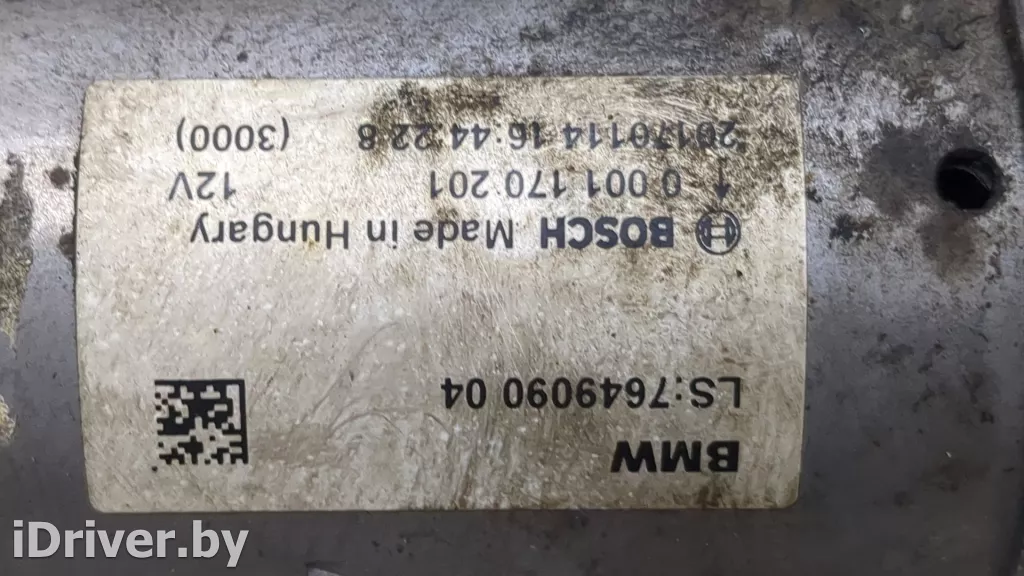 BMW
LS:7649090 04
BOSCH Made in Hungary
↑ 0 001 170 201 12V
20170114 16:44 22 8 (3000)
iDriver.by